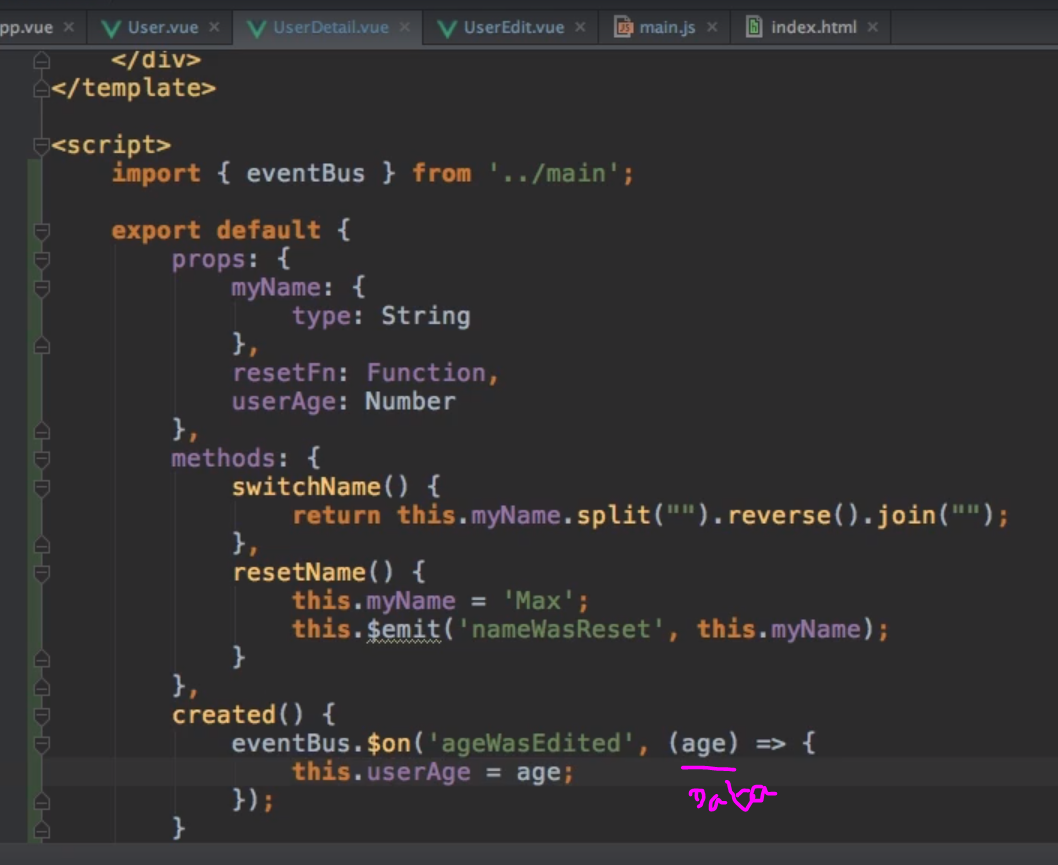 pp.vue × User.vue × UserDetail.vue × UserEdit.vue × main.js × index.html ×
</div>
</template>
<script>
import { eventBus } from '../main';
export default {
props: {
myName: {
type: String
},
resetFn: Function,
userAge: Number
},
methods: {
switchName() {
return this.myName.split("").reverse().join("");
},
resetName() {
this.myName = 'Max';
this.$emit('nameWasReset', this.myName);
}
},
created() {
eventBus.$on('ageWasEdited', (age) => {
this.userAge = age;
});
}